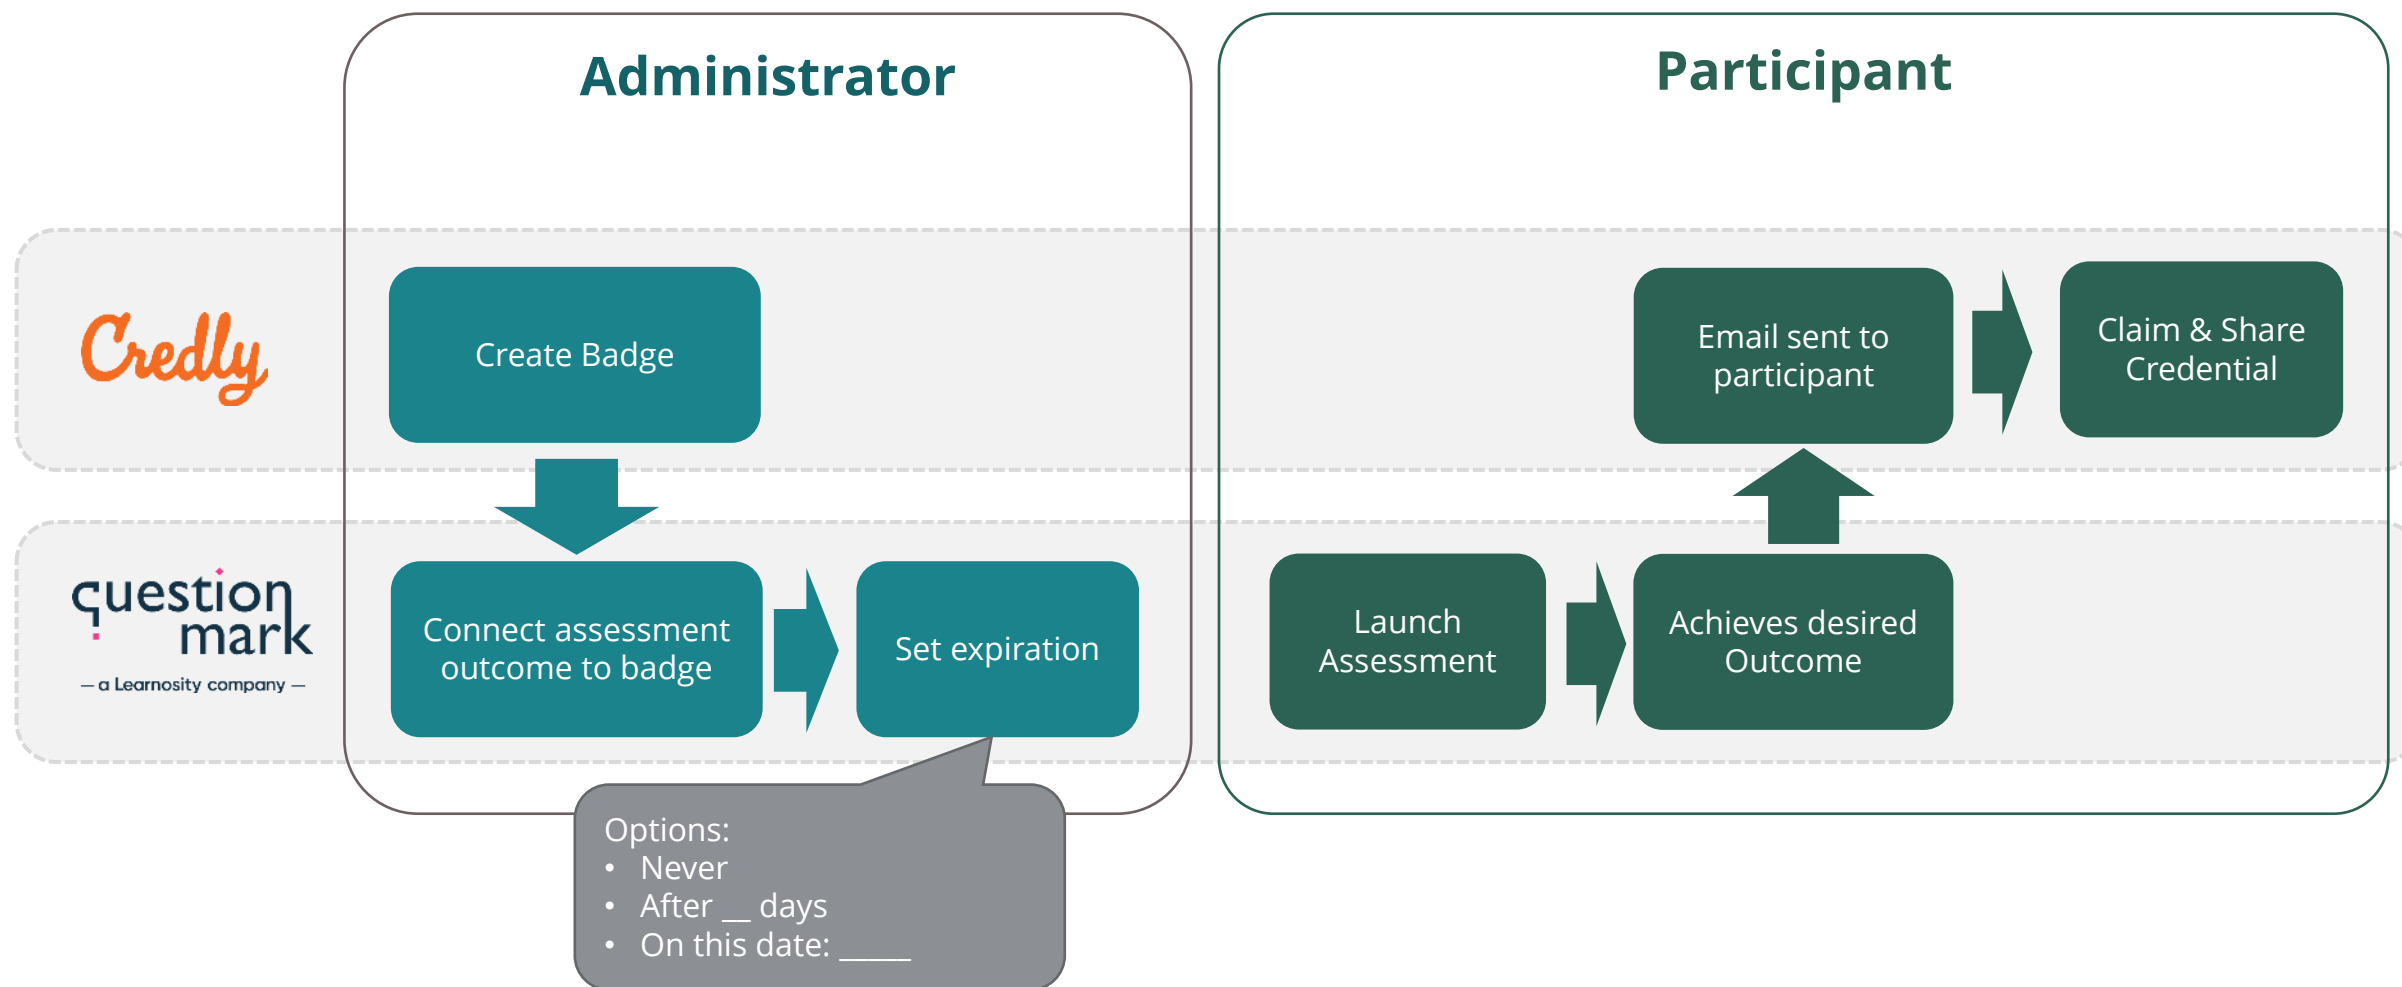 Administrator
Participant
Credly
Create Badge
Email sent to
participant
Claim & Share
Credential
question
mark
— a Learnosity company —
Connect assessment
outcome to badge
Set expiration
Launch
Assessment
Achieves desired
Outcome
Options:
• Never
• After __ days
• On this date: _____